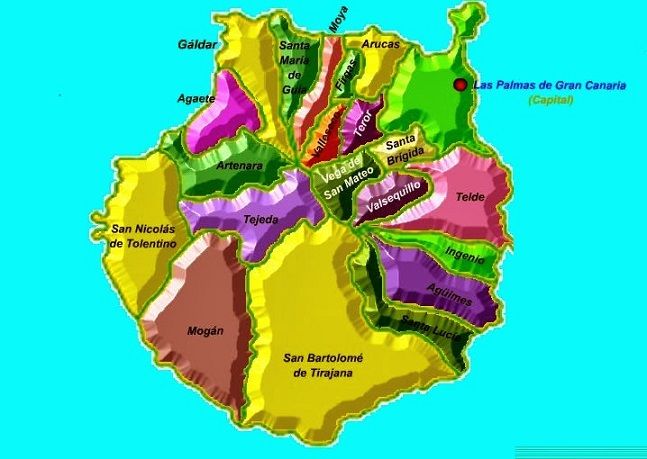 Moya
Gáldar
Santa
María
de
Guía
Arucas
Firgas
Las Palmas de Gran Canaria
(Capital)
Agaete
Teror
Valleseco
Santa
Brígida
Artenara
Vega de
San Mateo
Valsequillo
Telde
Tejeda
San Nicolás
de Tolentino
Ingenio
Agüimes
Santa Lucía
Mogán
San Bartolomé
de Tirajana